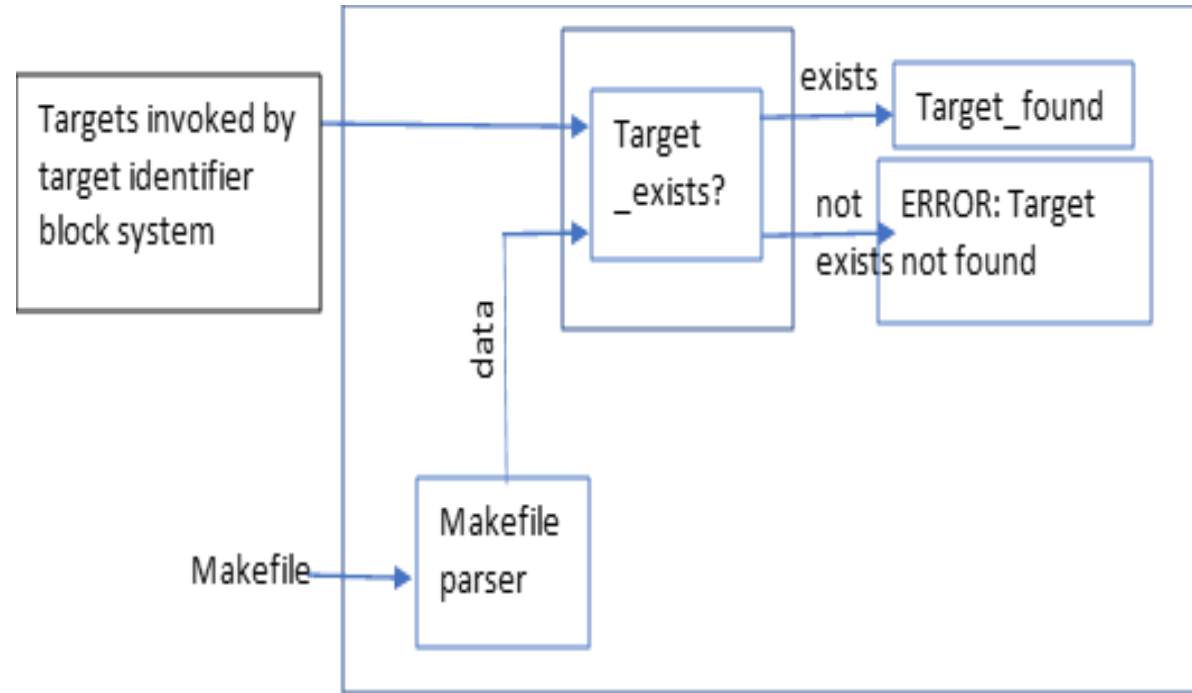 Targets invoked by
target identifier
block system
Target
_exists?
exists
Target_found
not
exists
ERROR: Target
not found
data
Makefile
Makefile
parser